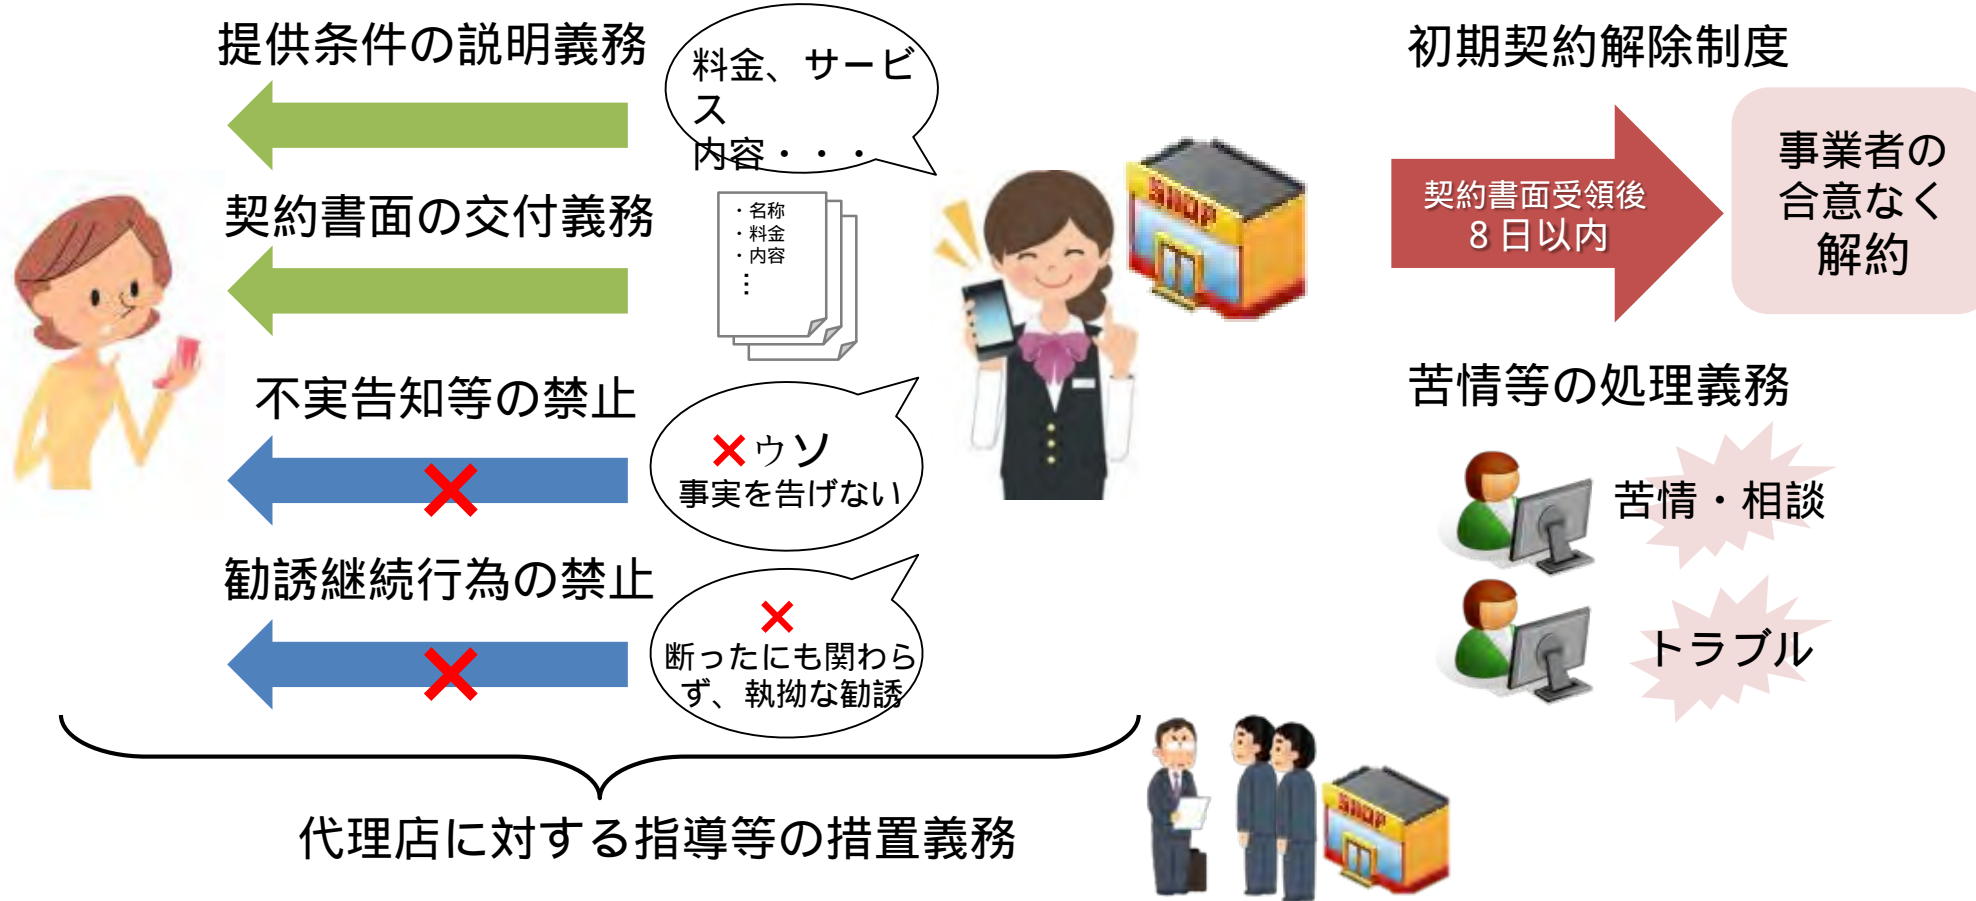 提供条件の説明義務
料金、サービ
ス
内容・・・
契約書面の交付義務
・名称
・料金
・内容
⋮
不実告知等の禁止
×ウソ
事実を告げない
勧誘継続行為の禁止
×
断ったにも関わら
ず、執拗な勧誘
代理店に対する指導等の措置義務
SHOP
初期契約解除制度
契約書面受領後
8日以内
事業者の
合意なく
解約
苦情等の処理義務
苦情・相談
トラブル
SHOP